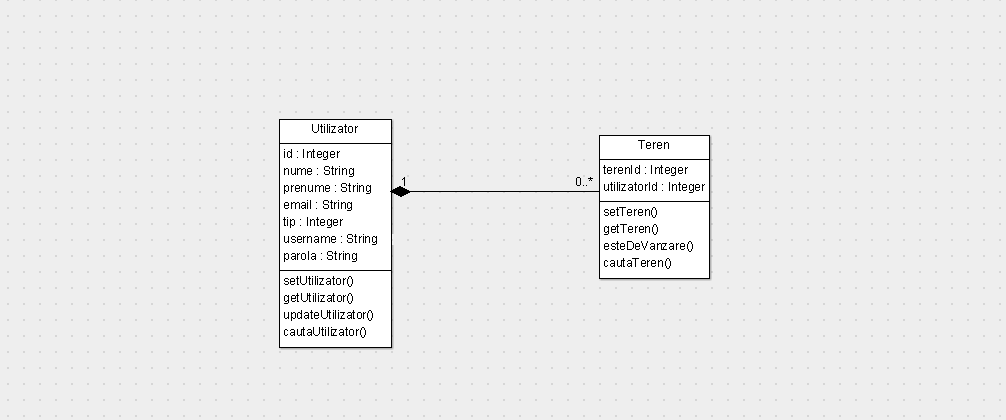 Utilizator
id : Integer
nume : String
prenume : String
email : String
tip : Integer
username : String
parola : String
setUtilizator()
getUtilizator()
updateUtilizator()
cautaUtilizator()
1
0..*
Teren
terenId : Integer
utilizatorId : Integer
setTeren()
getTeren()
esteDeVanzare()
cautaTeren()